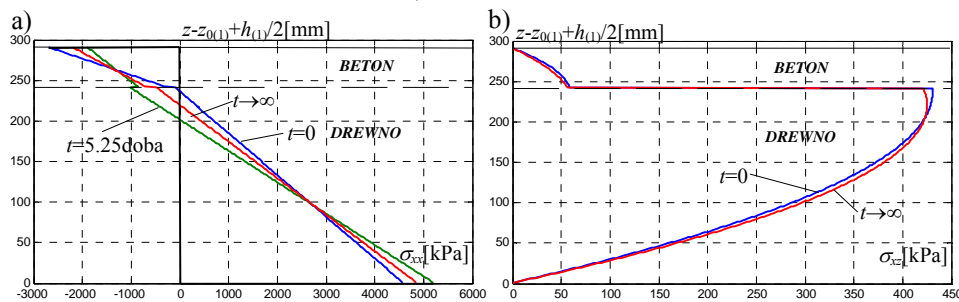 a)
z-z0(1)+h(1)/2[mm]
300
250
200
150
100
50
0
BETON
DREWNO
t→∞
t=0
t=5.25doba
σxx[kPa]
-3000 -2000 -1000 0 1000 2000 3000 4000 5000 6000
b)
z-z0(1)+h(1)/2[mm]
300
250
200
150
100
50
0
BETON
DREWNO
t=0
t→∞
σxz[kPa]
0 50 100 150 200 250 300 350 400 450